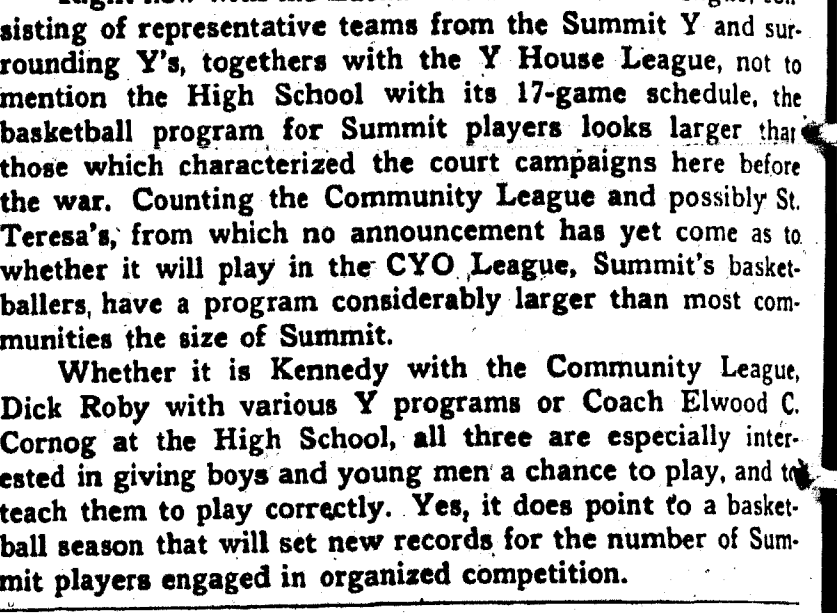 sisting of representative teams from the Summit Y and sur-
rounding Y's, togethers with the Y House League, not to
mention the High School with its 17-game schedule, the
basketball program for Summit players looks larger than
those which characterized the court campaigns here before
the war. Counting the Community League and possibly St.
Teresa's, from which no announcement has yet come as to
whether it will play in the CYO League, Summit's basket-
ballers, have a program considerably larger than most com-
munities the size of Summit.
Whether it is Kennedy with the Community League,
Dick Roby with various Y programs or Coach Elwood C.
Cornog at the High School, all three are especially inter-
ested in giving boys and young men a chance to play, and to
teach them to play correctly. Yes, it does point to a basket-
ball season that will set new records for the number of Sum-
mit players engaged in organized competition.